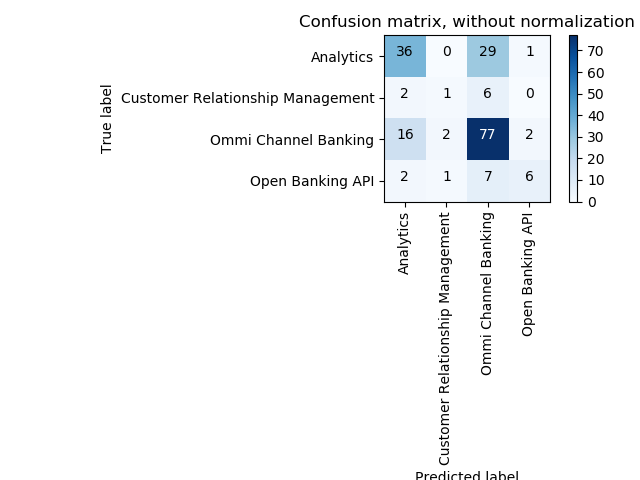 Confusion matrix, without normalization
True label
Analytics 36 0 29 1
Customer Relationship Management 2 1 6 0
Ommi Channel Banking 16 2 77 2
Open Banking API 2 1 7 6
Analytics
Customer Relationship Management
Ommi Channel Banking
Open Banking API
Predicted label
70
60
50
40
30
20
10
0